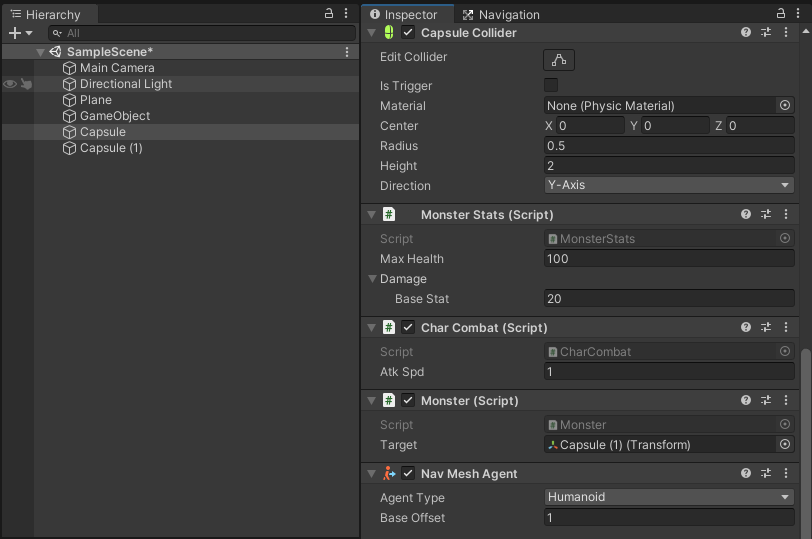 Hierarchy
All
SampleScene*
Main Camera
Directional Light
Plane
GameObject
Capsule
Capsule (1)
Inspector
Navigation
Capsule Collider
Edit Collider
Is Trigger
Material None (Physic Material)
Center X 0 Y 0 Z 0
Radius 0.5
Height 2
Direction Y-Axis
Monster Stats (Script)
Script MonsterStats
Max Health 100
Damage
Base Stat 20
Char Combat (Script)
Script CharCombat
Atk Spd 1
Monster (Script)
Script Monster
Target Capsule (1) (Transform)
Nav Mesh Agent
Agent Type Humanoid
Base Offset 1